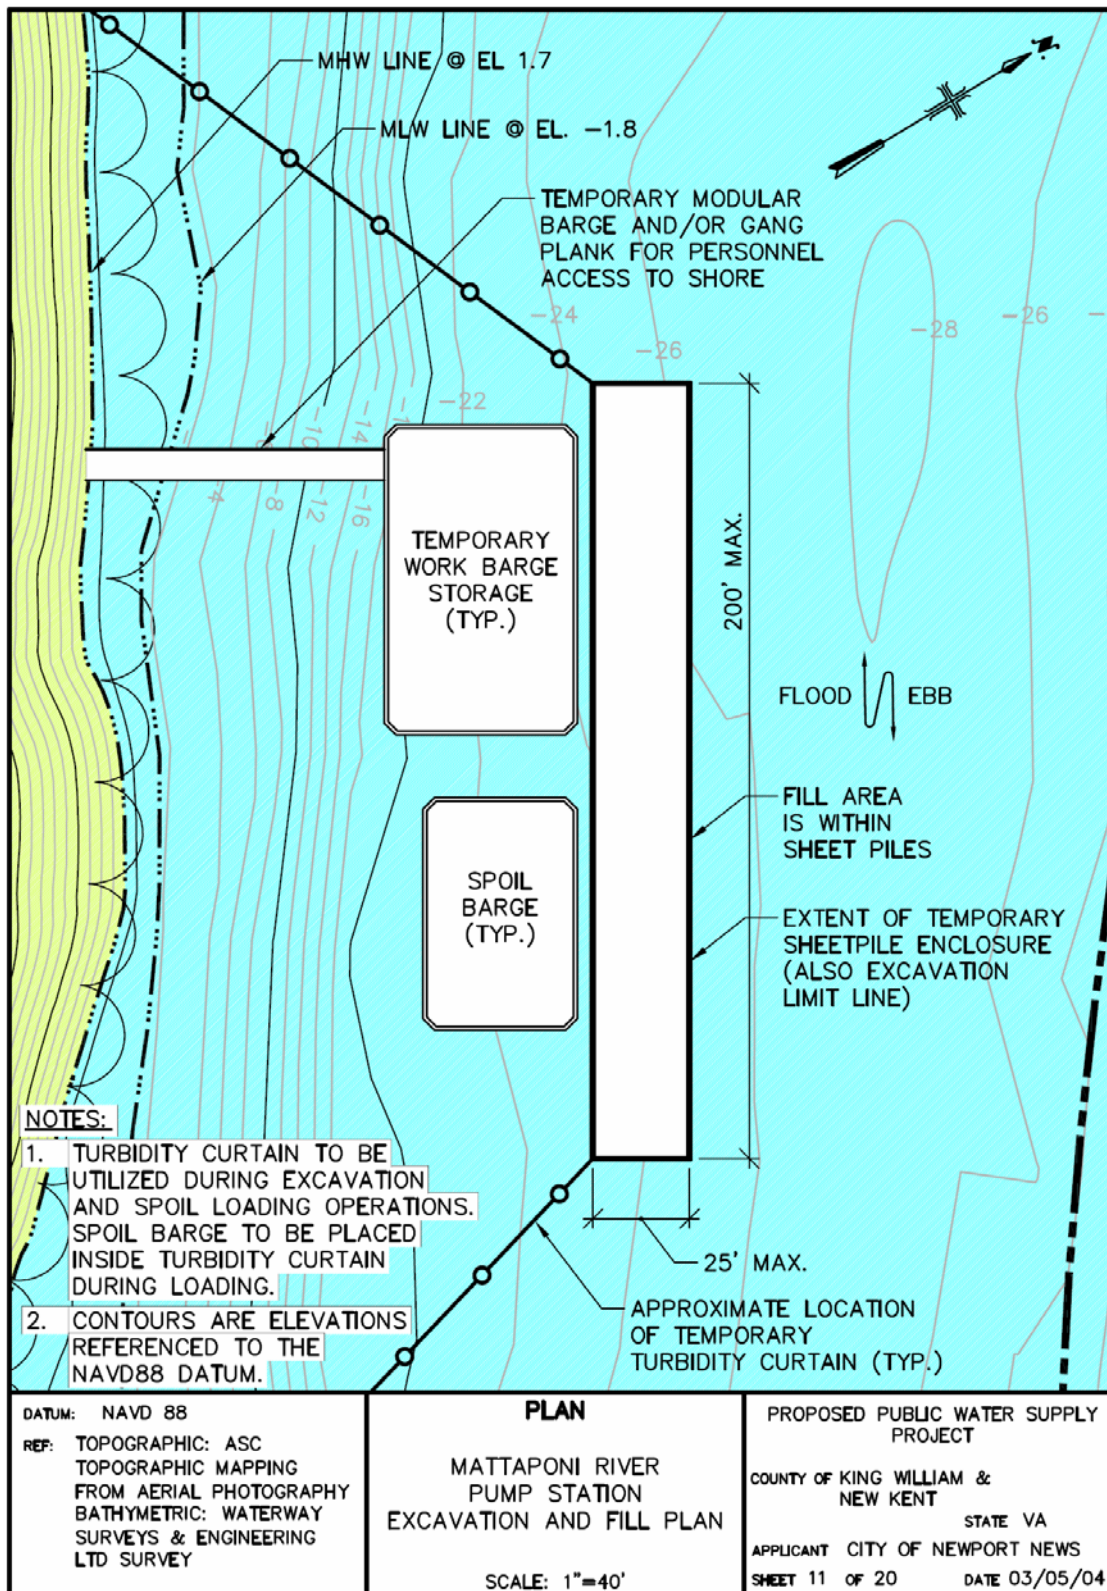 MHW LINE @ EL 1.7
MLW LINE @ EL. -1.8
N
TEMPORARY MODULAR
BARGE AND/OR GANG
PLANK FOR PERSONNEL
ACCESS TO SHORE
-24
-26
-28
-26
-22
-10
-14
-4
-8
-12
-16
TEMPORARY
WORK BARGE
STORAGE
(TYP.)
200' MAX.
FLOOD
EBB
FILL AREA
IS WITHIN
SHEET PILES
SPOIL
BARGE
(TYP.)
EXTENT OF TEMPORARY
SHEETPILE ENCLOSURE
(ALSO EXCAVATION
LIMIT LINE)
25' MAX.
APPROXIMATE LOCATION
OF TEMPORARY
TURBIDITY CURTAIN (TYP.)
NOTES:
1. TURBIDITY CURTAIN TO BE
UTILIZED DURING EXCAVATION
AND SPOIL LOADING OPERATIONS.
SPOIL BARGE TO BE PLACED
INSIDE TURBIDITY CURTAIN
DURING LOADING.
2. CONTOURS ARE ELEVATIONS
REFERENCED TO THE
NAVD88 DATUM.
DATUM: NAVD 88
REF: TOPOGRAPHIC: ASC
TOPOGRAPHIC MAPPING
FROM AERIAL PHOTOGRAPHY
BATHYMETRIC: WATERWAY
SURVEYS & ENGINEERING
LTD SURVEY
PLAN
MATTAPONI RIVER
PUMP STATION
EXCAVATION AND FILL PLAN
SCALE: 1"=40'
PROPOSED PUBLIC WATER SUPPLY
PROJECT
COUNTY OF KING WILLIAM &
NEW KENT
STATE VA
APPLICANT CITY OF NEWPORT NEWS
SHEET 11 OF 20 DATE 03/05/04